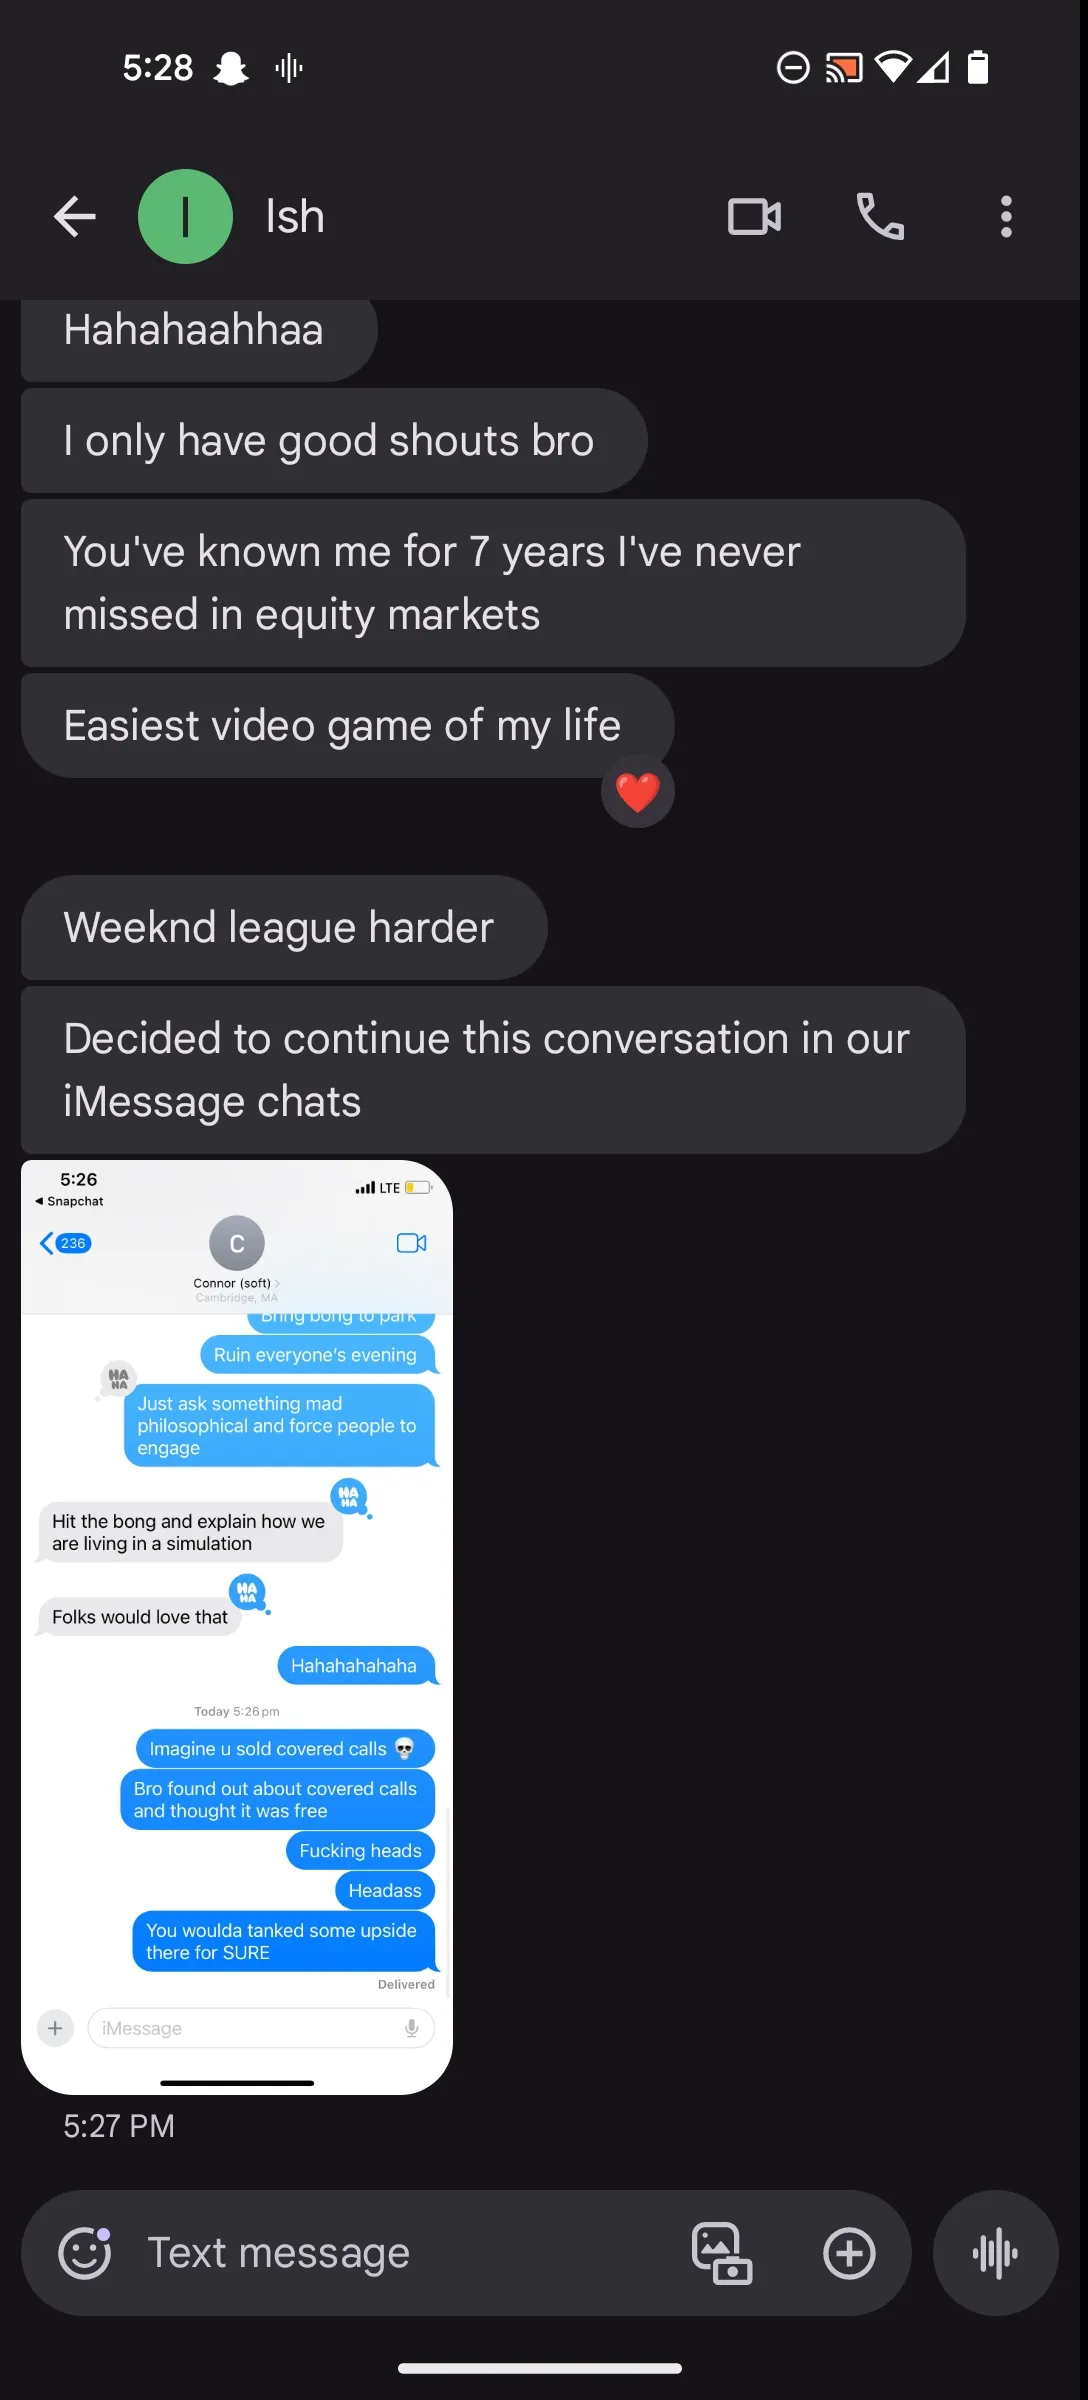 5:28
I
Ish
Hahahaahhaa
I only have good shouts bro
You've known me for 7 years I've never
missed in equity markets
Easiest video game of my life
Weeknd league harder
Decided to continue this conversation in our
iMessage chats
5:26
LTE
Snapchat
236
C
Connor (soft)
Cambridge, MA
Bring bong to park
Ruin everyone's evening
HA
HA
Just ask something mad
philosophical and force people to
engage
HA
HA
Hit the bong and explain how we
are living in a simulation
HA
HA
Folks would love that
Hahahahahaha
Today 5:26 pm
Imagine u sold covered calls 💀
Bro found out about covered calls
and thought it was free
Fucking heads
Headass
You woulda tanked some upside
there for SURE
Delivered
iMessage
5:27 PM
Text message